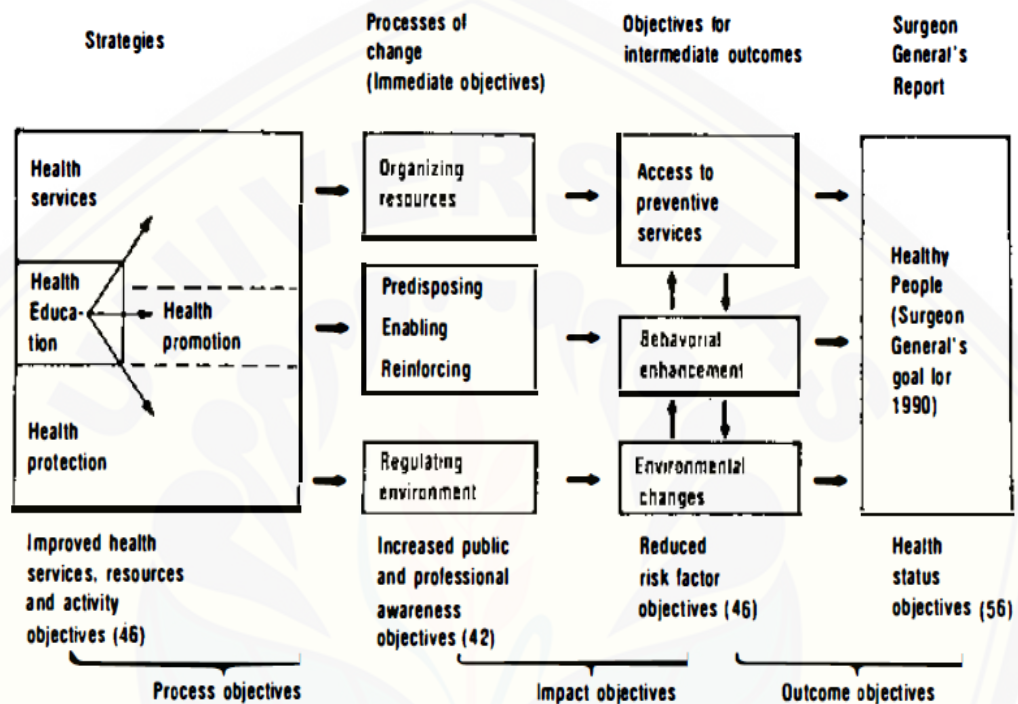 Strategies
Processes of
change
(Immediate objectives)
Objectives for
intermediate outcomes
Surgeon
General's
Report
Health
services
Health
Educa-
tion
Health
promotion
Health
protection
Organizing
resources
Predisposing
Enabling
Reinforcing
Regulating
environment
Access to
preventive
services
Behavorial
enhancement
Environmental
changes
Healthy
People
(Surgeon
General's
goal for
1990)
Improved health
services, resources
and activity
objectives (46)
Increased public
and professional
awareness
objectives (42)
Reduced
risk factor
objectives (46)
Health
status
objectives (56)
Process objectives
Impact objectives
Outcome objectives
UNIVERSITAS